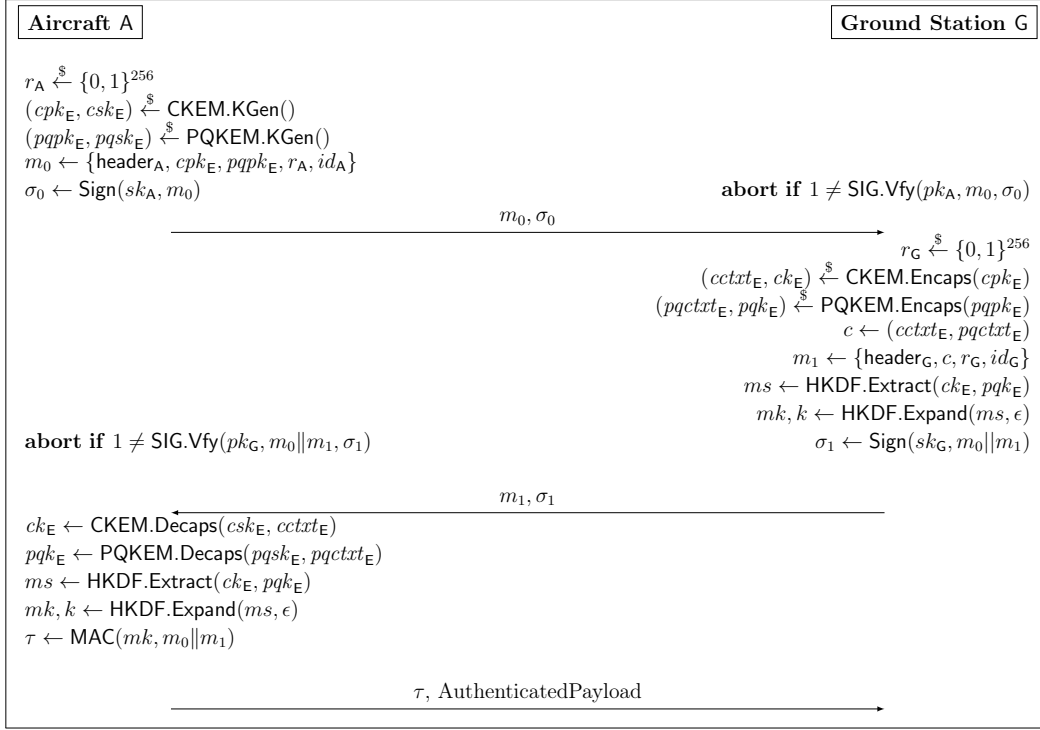 Aircraft A
Ground Station G
r_A ←$ {0, 1}^256
(cpk_E, csk_E) ←$ CKEM.KGen()
(pqpk_E, pqsk_E) ←$ PQKEM.KGen()
m_0 ← {header_A, cpk_E, pqpk_E, r_A, id_A}
σ_0 ← Sign(sk_A, m_0)
abort if 1 ≠ SIG.Vfy(pk_A, m_0, σ_0)
m_0, σ_0
r_G ←$ {0, 1}^256
(cctxt_E, ck_E) ←$ CKEM.Encaps(cpk_E)
(pqctxt_E, pqk_E) ←$ PQKEM.Encaps(pqpk_E)
c ← (cctxt_E, pqctxt_E)
m_1 ← {header_G, c, r_G, id_G}
ms ← HKDF.Extract(ck_E, pqk_E)
mk, k ← HKDF.Expand(ms, ϵ)
abort if 1 ≠ SIG.Vfy(pk_G, m_0∥m_1, σ_1)
σ_1 ← Sign(sk_G, m_0||m_1)
m_1, σ_1
ck_E ← CKEM.Decaps(csk_E, cctxt_E)
pqk_E ← PQKEM.Decaps(pqsk_E, pqctxt_E)
ms ← HKDF.Extract(ck_E, pqk_E)
mk, k ← HKDF.Expand(ms, ϵ)
τ ← MAC(mk, m_0∥m_1)
τ, AuthenticatedPayload